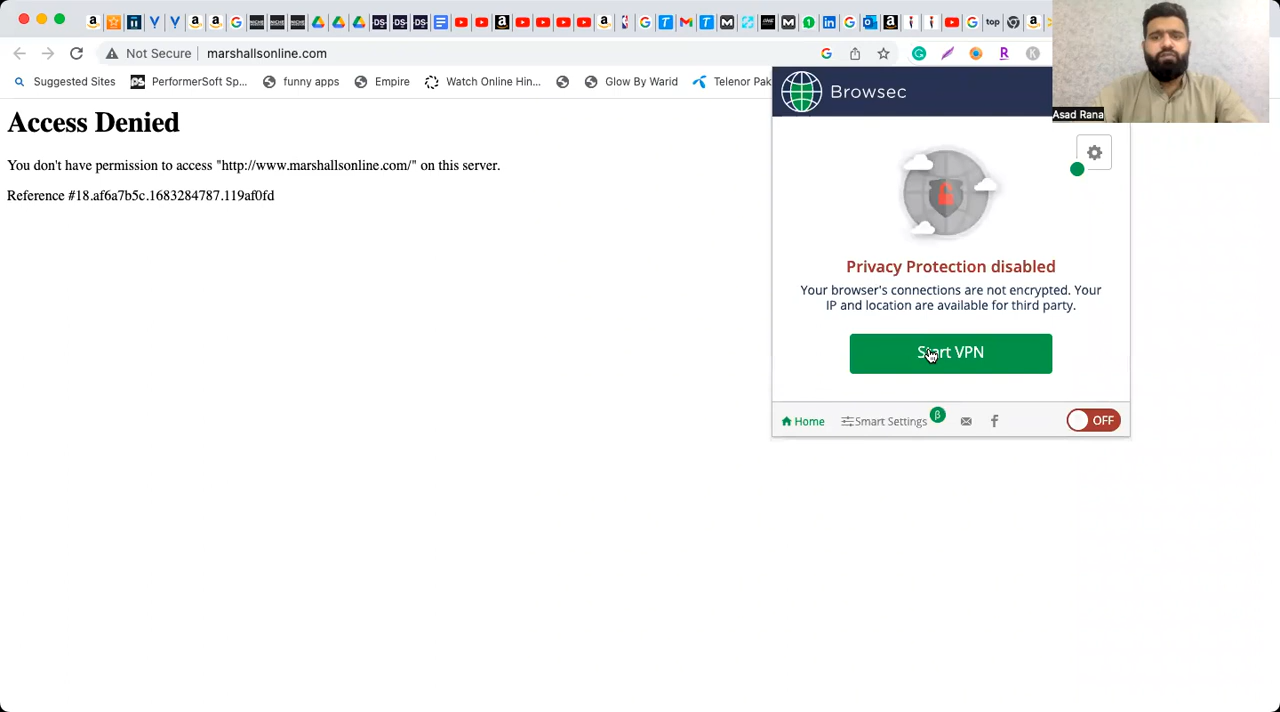 Not Secure
marshallsonline.com
Suggested Sites
PerformerSoft Sp...
funny apps
Empire
Watch Online Hin...
Glow By Warid
Telenor Pak
Access Denied
You don't have permission to access "http://www.marshallsonline.com/" on this server.
Reference #18.af6a7b5c.1683284787.119af0fd
Browsec
Privacy Protection disabled
Your browser's connections are not encrypted. Your
IP and location are available for third party.
Start VPN
Home
Smart Settings
β
OFF
Asad Rana